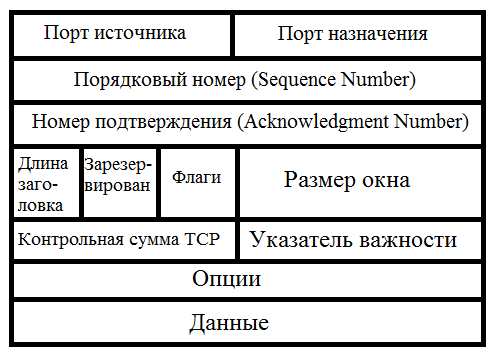 Порт источника Порт назначения
Порядковый номер (Sequence Number)
Номер подтверждения (Acknowledgment Number)
Длина
заго-
ловка
Зарезер-
вирован
Флаги
Размер окна
Контрольная сумма TCP Указатель важности
Опции
Данные